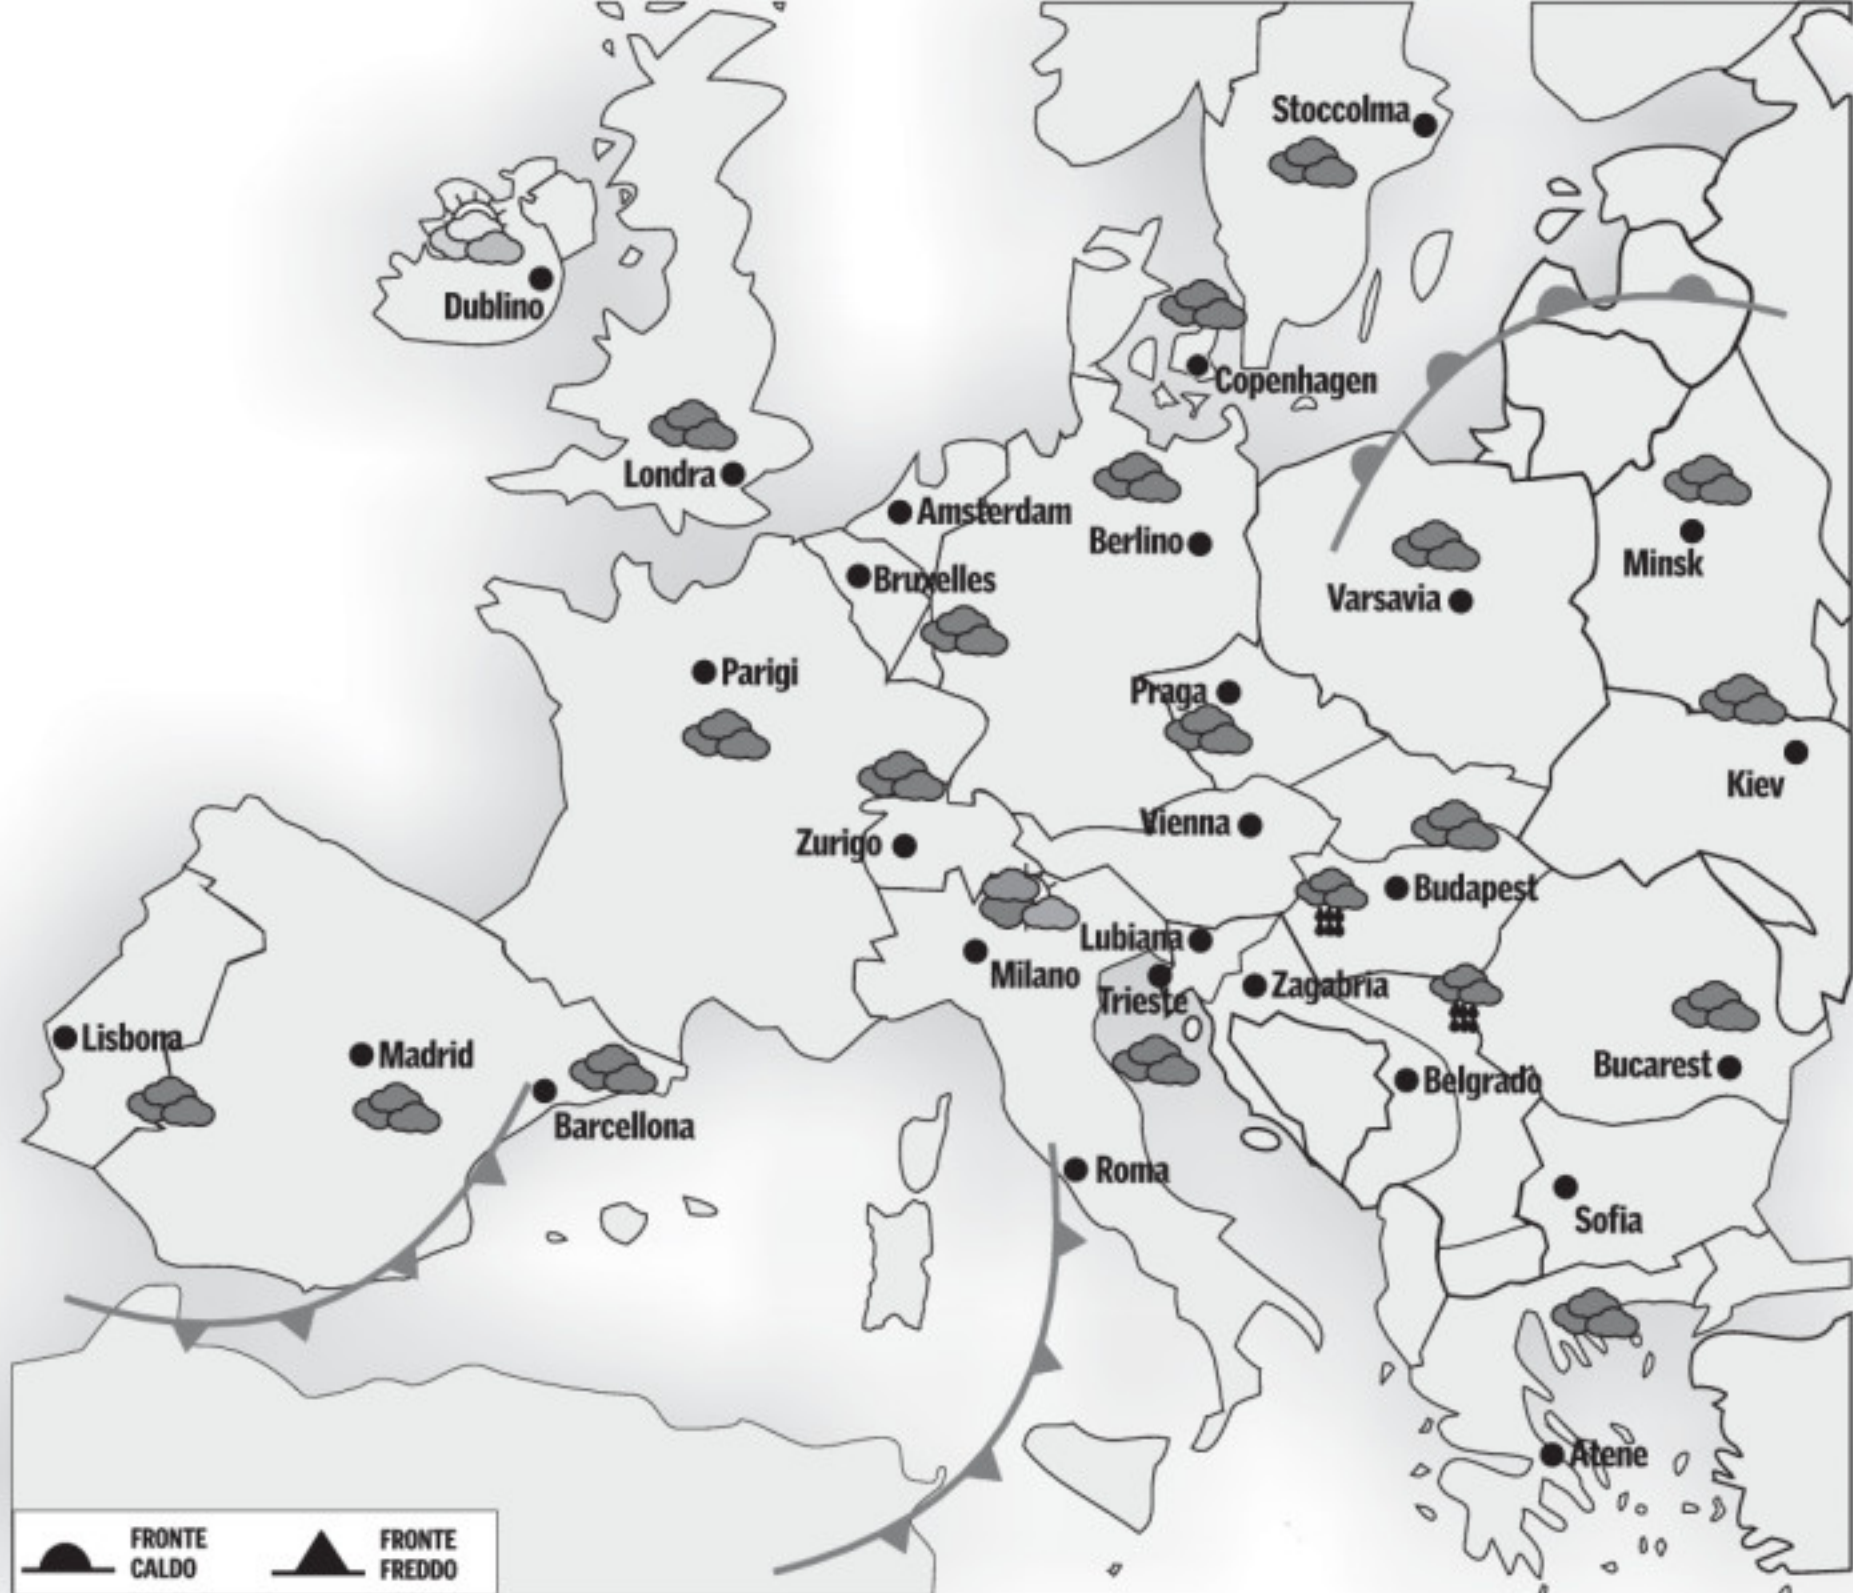 Stoccolma
Dublino
Copenhagen
Londra
Amsterdam
Berlino
Minsk
Bruxelles
Varsavia
Parigi
Praga
Kiev
Vienna
Zurigo
Budapest
Lubiana
Milano
Trieste
Zagabria
Lisbona
Madrid
Bucarest
Belgrado
Barcellona
Roma
Sofia
Atene
FRONTE
CALDO
FRONTE
FREDDO